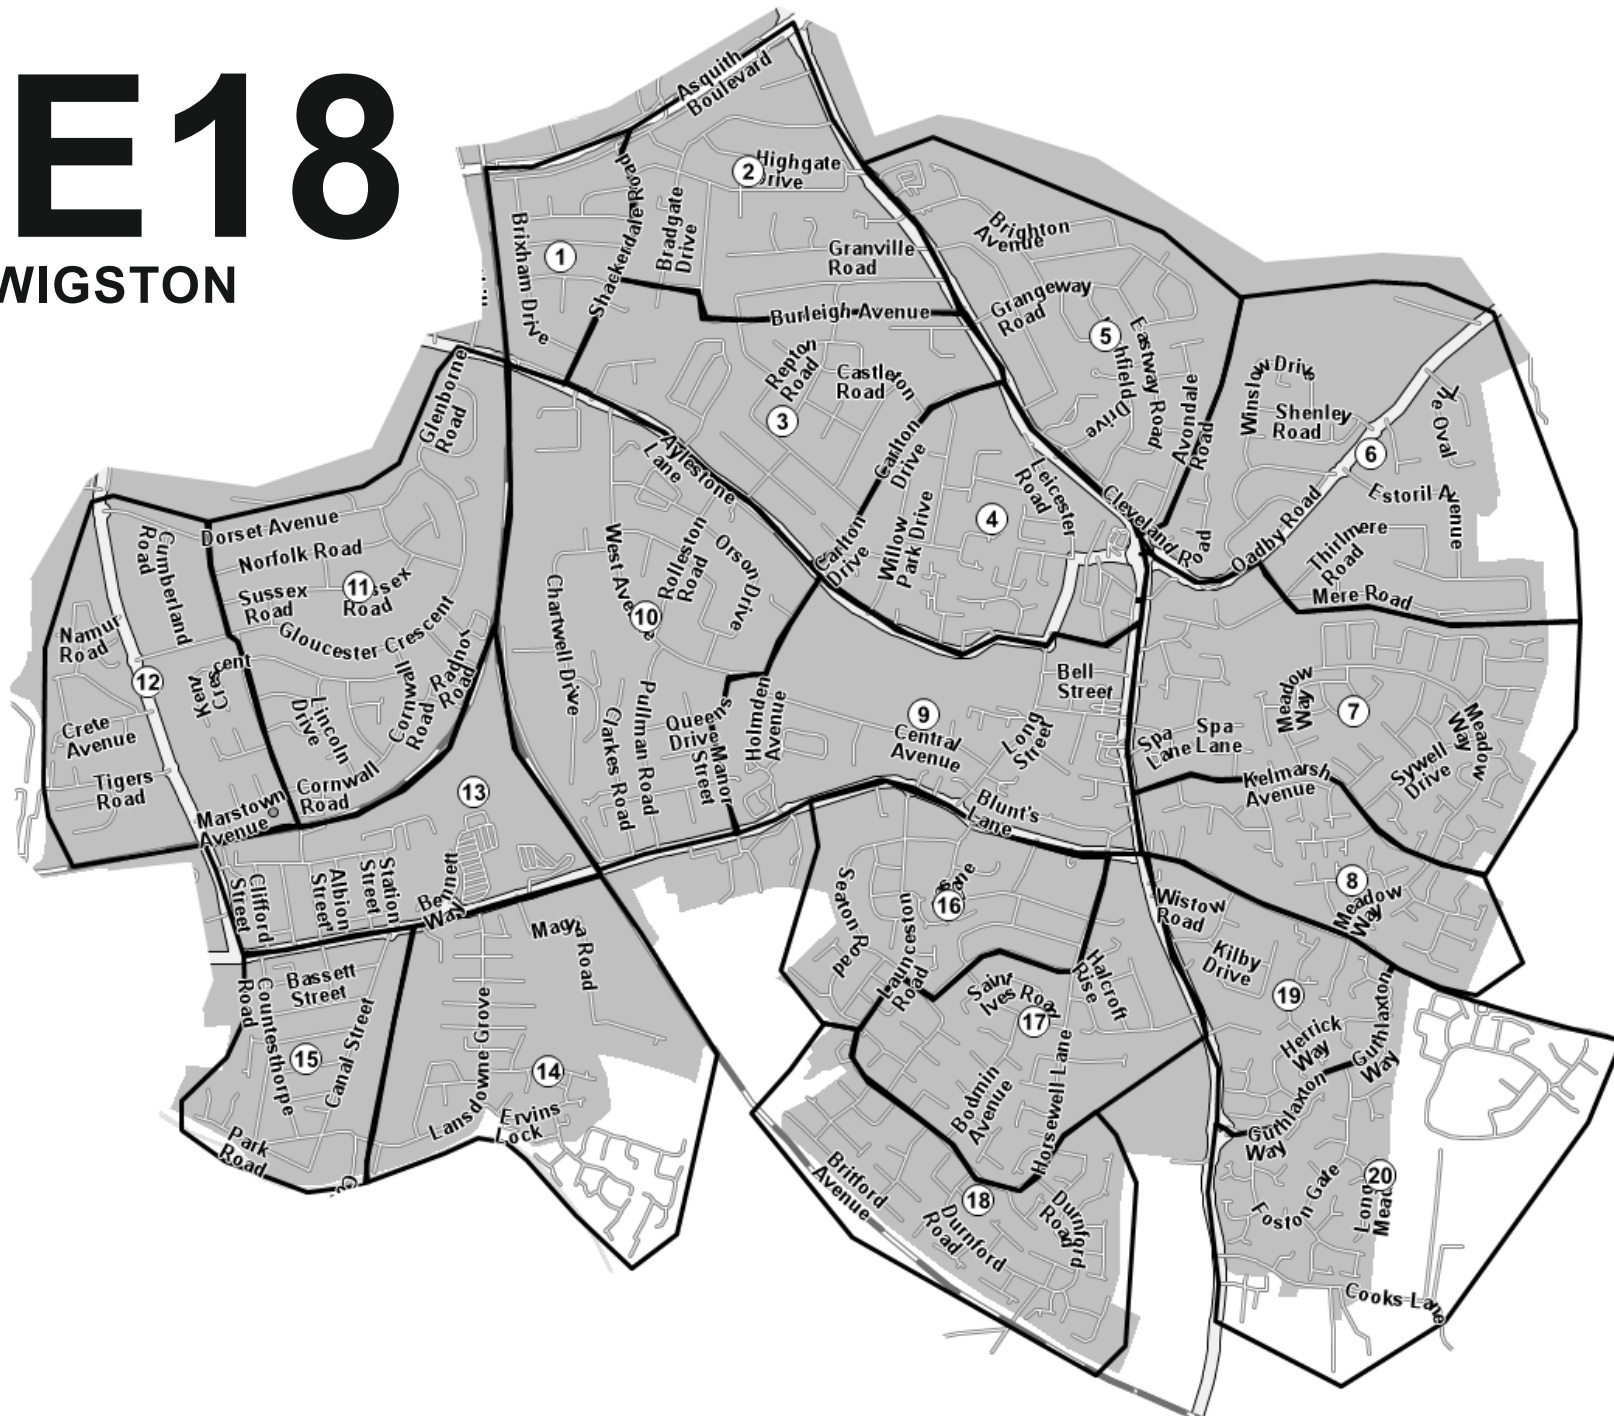 E18
WIGSTON
Asquith
Boulevard
2
Highgate
Drive
Shackerdale Road
Bradgate
Drive
Brixham Drive
1
Granville
Road
Burleigh Avenue
Brighton
Avenue
Grangeway
Road
5
Eastway Road
Drive
Avondale
Road
Repton
Road
Castleton
Road
3
Carlton
Drive
Glenborne
Road
Aylestone
Lane
Winslow Drive
Shenley
Road
The Oval
6
Estoril Avenue
Leicester
Road
4
Willow
Park Drive
Carlton
Drive
Cleveland Road
Oadby Road
Thirlmere
Road
Mere Road
Dorset Avenue
Norfolk Road
Cumberland
Road
Sussex
Road
11
Road
Gloucester Crescent
Namur
Road
12
Crescent
Lincoln
Drive
Cornwall
Road
Radnor
Road
Crete
Avenue
Tigers
Road
Marstown
Avenue
Cornwall
Road
West Avenue
Rolleston
Road
Orson Drive
10
Chartwell Drive
Clarkes Road
Pullman Road
Queens
Drive
Manor
Street
Holmden
Avenue
Bell
Street
9
Central
Avenue
Long
Street
Blunt's
Lane
Spa
Lane
Spa
Lane
Meadow
Way
7
Meadow
Way
Sywell
Drive
Kelmarsh
Avenue
8
Meadow
Way
13
Clifford
Street
Albion
Street
Station
Street
Bennett
Way
Magna Road
Bassett
Street
Countesthorpe
Road
Canal Street
15
Lansdowne Grove
14
Ervins
Lock
Park
Road
Seaton Road
Lane
16
Launceston
Road
Saint
Ives Road
17
Halcroft
Rise
Wistow
Road
Kilby
Drive
19
Herrick
Way
Guthlaxton
Way
Guthlaxton
Way
Bodmin
Avenue
Horsewell Lane
18
Britford
Avenue
Durnford
Road
Durnford
Road
Foston Gate
20
Long
Mead
Cooks Lane